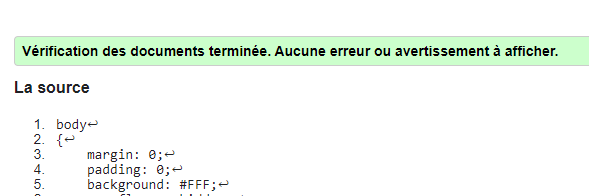 Vérification des documents terminée. Aucune erreur ou avertissement à afficher.
La source
1. body↩
2. {↩
3. margin: 0;↩
4. padding: 0;↩
5. background: #FFF;↩